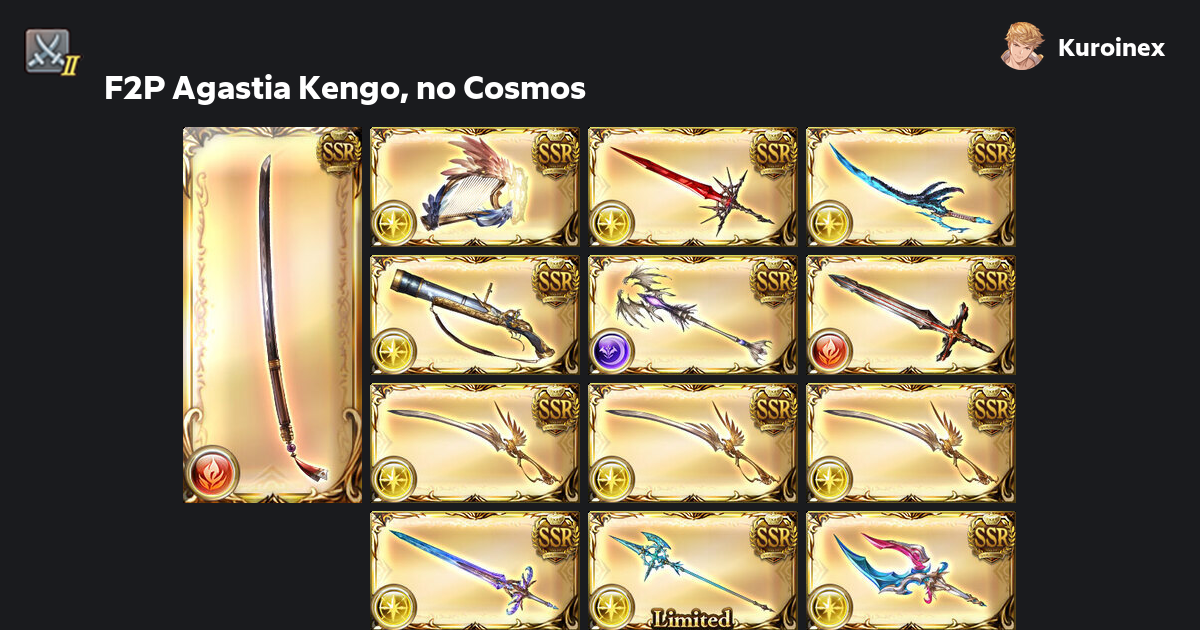 II
Kuroinex
F2P Agastia Kengo, no Cosmos
SSR
SSR SSR SSR
SSR SSR SSR
SSR SSR SSR
SSR SSR SSR
Limited